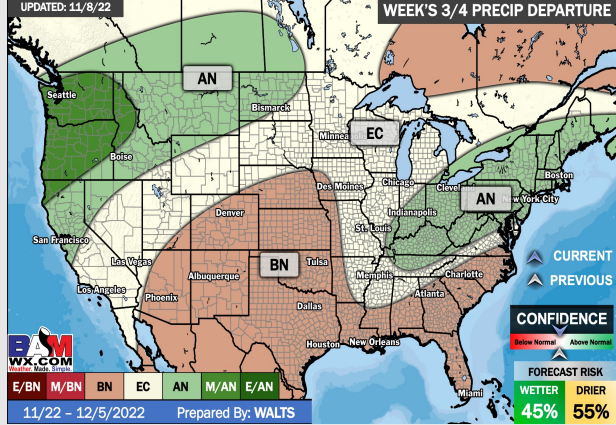 UPDATED: 11/8/22
WEEK'S 3/4 PRECIP DEPARTURE
Seattle
AN
Bismarck
Minneapolis
EC
Boise
Boston
Des Moines
Chicago
Clevel
AN
New York City
Denver
Indianapolis
San Francisco
St. Louis
Las Vegas
BN
Tulsa
CURRENT
Albuquerque
Memphis
Charlotte
PREVIOUS
Los Angeles
Phoenix
Atlanta
Dallas
Houston
New Orleans
Miami
BAM
WX.COM
Weather. Made. Simple.
CONFIDENCE
Below Normal
Above Normal
FORECAST RISK
WETTER
DRIER
45%
55%
E/BN
M/BN
BN
EC
AN
M/AN
E/AN
11/22 – 12/5/2022
Prepared By: WALTS